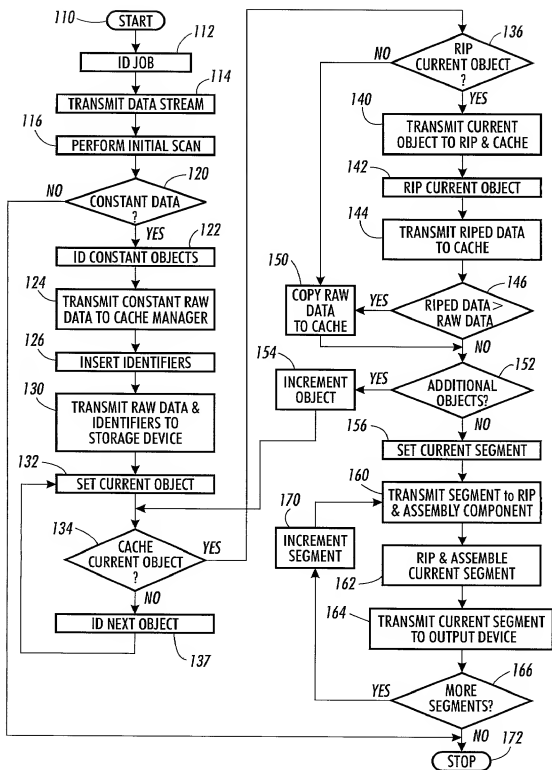 110
START
112
ID JOB
114
TRANSMIT DATA STREAM
116
PERFORM INITIAL SCAN
120
NO
CONSTANT DATA
?
YES
122
ID CONSTANT OBJECTS
124
TRANSMIT CONSTANT RAW
DATA TO CACHE MANAGER
126
INSERT IDENTIFIERS
130
TRANSMIT RAW DATA &
IDENTIFIERS TO
STORAGE DEVICE
132
SET CURRENT OBJECT
134
CACHE
CURRENT OBJECT
?
YES
NO
ID NEXT OBJECT
137
136
RIP
CURRENT OBJECT
?
NO
YES
140
TRANSMIT CURRENT
OBJECT TO RIP & CACHE
142
RIP CURRENT OBJECT
144
TRANSMIT RIPED DATA
TO CACHE
146
RIPED DATA >
RAW DATA
YES
NO
150
COPY RAW
DATA
TO CACHE
152
ADDITIONAL
OBJECTS?
YES
NO
154
INCREMENT
OBJECT
156
SET CURRENT SEGMENT
160
TRANSMIT SEGMENT to RIP
& ASSEMBLY COMPONENT
170
INCREMENT
SEGMENT
RIP & ASSEMBLE
CURRENT SEGMENT
162
164
TRANSMIT CURRENT SEGMENT
TO OUTPUT DEVICE
166
MORE
SEGMENTS?
YES
NO
STOP
172